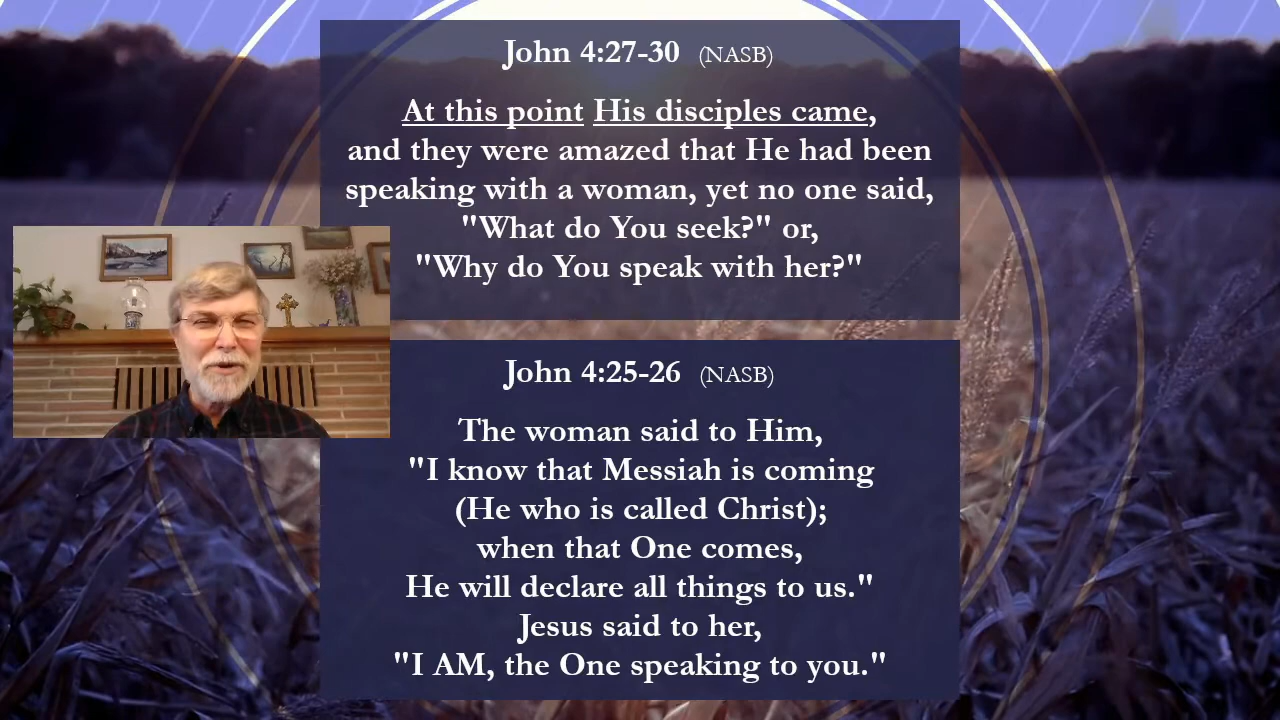 John 4:27-30 (NASB)
At this point His disciples came,
and they were amazed that He had been
speaking with a woman, yet no one said,
"What do You seek?" or,
"Why do You speak with her?"
John 4:25-26 (NASB)
The woman said to Him,
"I know that Messiah is coming
(He who is called Christ);
when that One comes,
He will declare all things to us."
Jesus said to her,
"I AM, the One speaking to you."